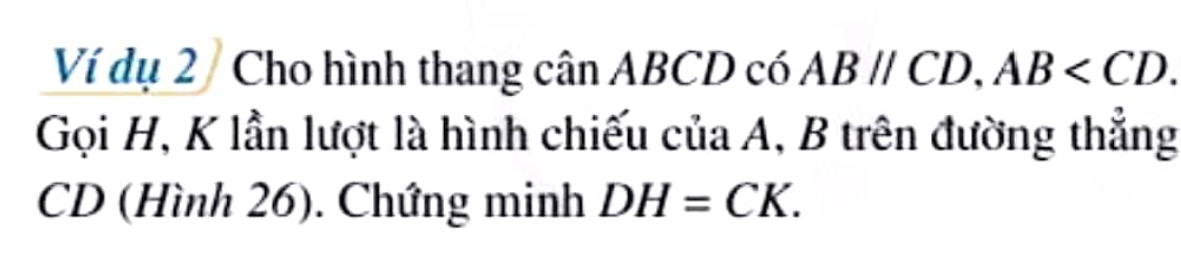 Ví dụ 2 Cho hình thang cân ABCD có AB // CD, AB < CD.
Gọi H, K lần lượt là hình chiếu của A, B trên đường thẳng
CD (Hình 26). Chứng minh DH = CK.